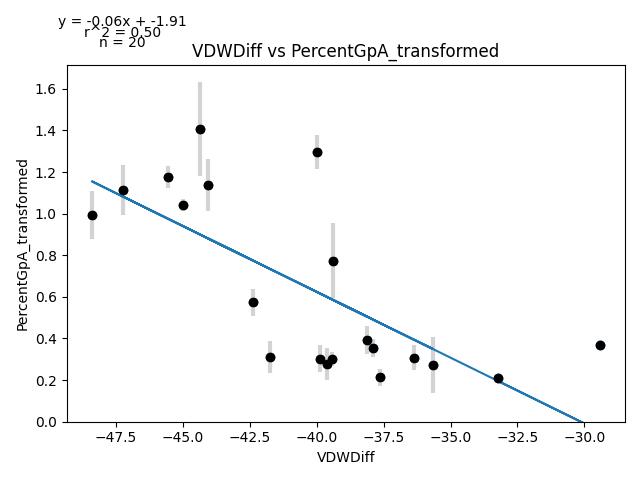 y = -0.06x + -1.91
r^2 = 0.50
n = 20
VDWDiff vs PercentGpA_transformed
PercentGpA_transformed
1.6
1.4
1.2
1.0
0.8
0.6
0.4
0.2
0.0
−47.5 −45.0 −42.5 −40.0 −37.5 −35.0 −32.5 −30.0
VDWDiff